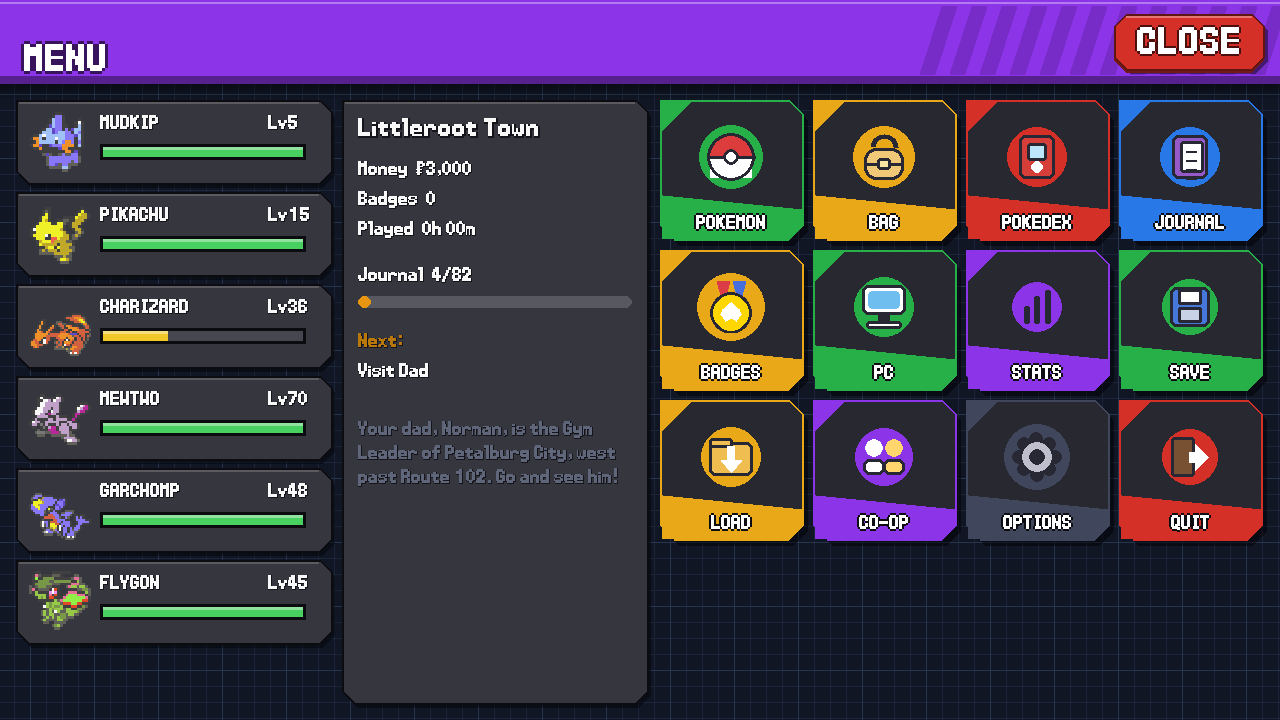 MENU
CLOSE
MUDKIP Lv5
PIKACHU Lv15
CHARIZARD Lv36
MEWTWO Lv70
GARCHOMP Lv48
FLYGON Lv45
Littleroot Town
Money ₽3,000
Badges 0
Played 0h 00m
Journal 4/82
Next:
Visit Dad
Your dad, Norman, is the Gym
Leader of Petalburg City, west
past Route 102. Go and see him!
POKEMON
BAG
POKEDEX
JOURNAL
BADGES
PC
STATS
SAVE
LOAD
CO-OP
OPTIONS
QUIT